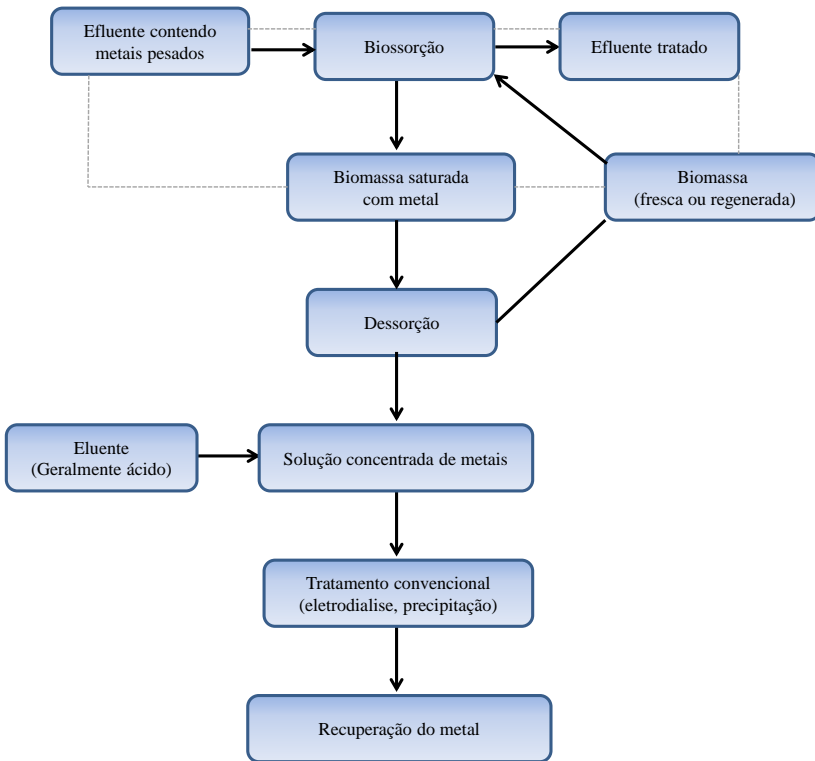 Efluente contendo
metais pesados
Biossorção
Efluente tratado
Biomassa saturada
com metal
Biomassa
(fresca ou regenerada)
Dessorção
Eluente
(Geralmente ácido)
Solução concentrada de metais
Tratamento convencional
(eletrodialise, precipitação)
Recuperação do metal